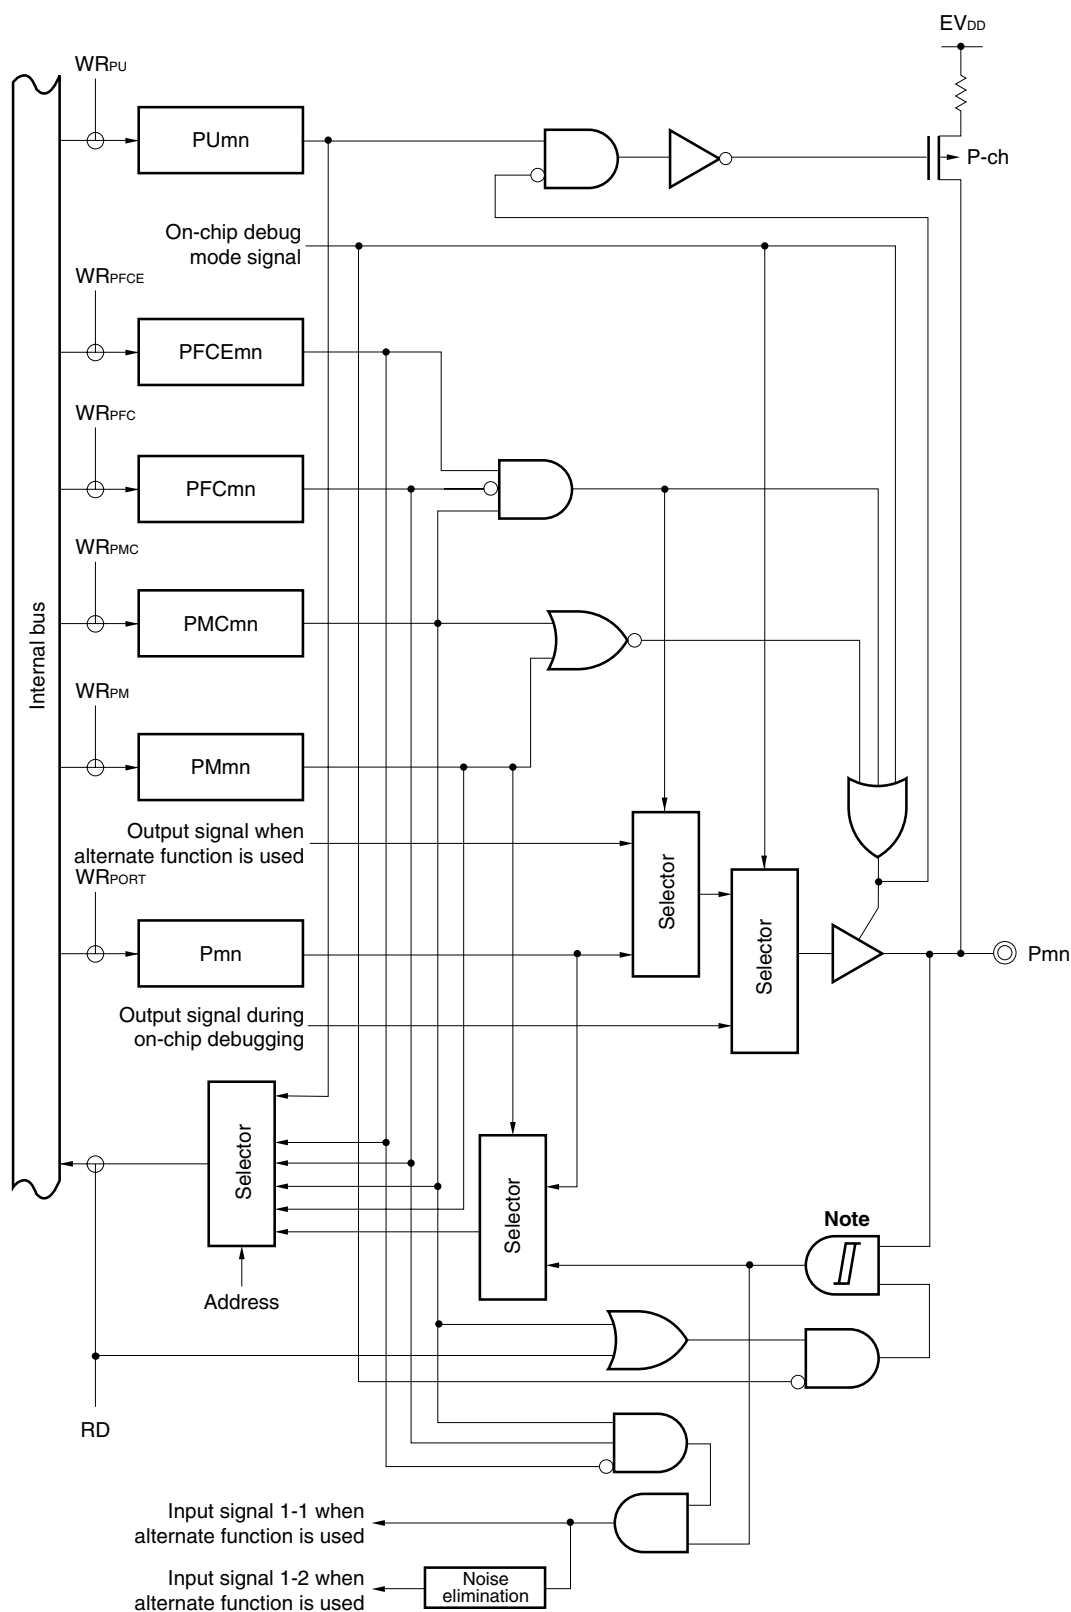 EVDD
WRPU
PUmn
P-ch
On-chip debug
mode signal
WRPFCE
PFCEmn
WRPFC
PFCmn
WRPMC
PMCmn
Internal bus
WRPM
PMmn
Output signal when
alternate function is used
WRPORT
Selector
Pmn
Selector
Pmn
Output signal during
on-chip debugging
Selector
Selector
Note
Address
RD
Input signal 1-1 when
alternate function is used
Input signal 1-2 when
alternate function is used
Noise
elimination